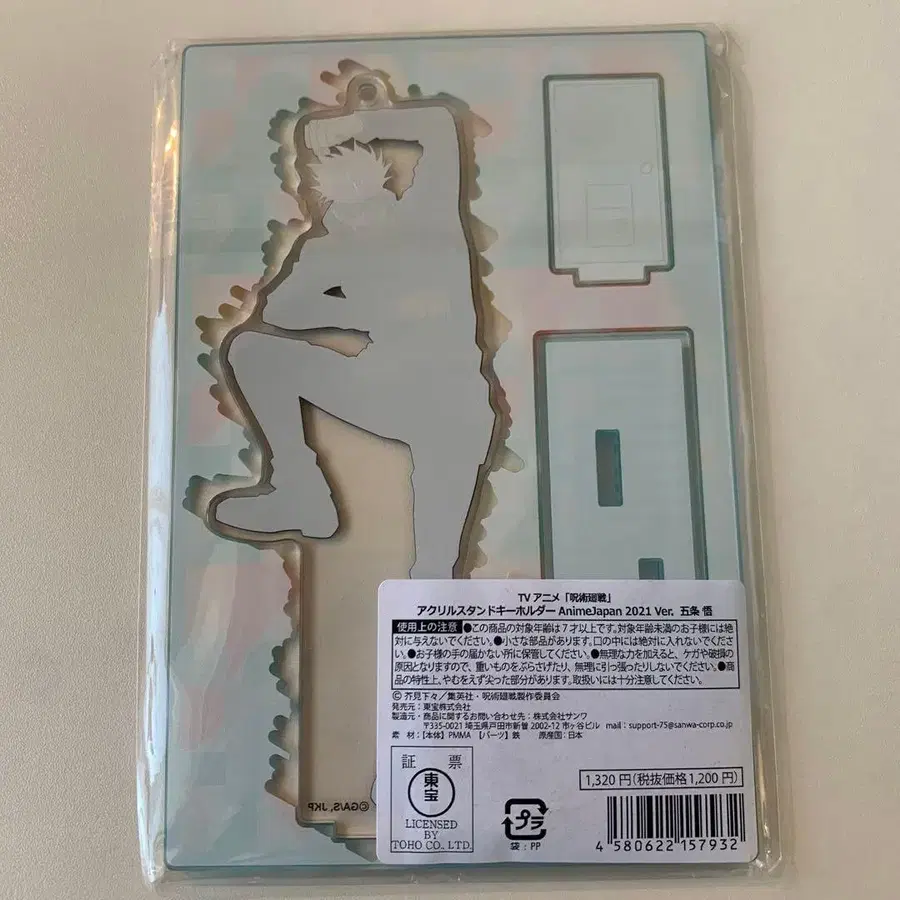 TV アニメ「呪術廻戦」
アクリルスタンドキーホルダー AnimeJapan 2021 Ver. 五条 悟
使用上の注意 ●この商品の対象年齢は7才以上です。対象年齢未満のお子様には絶
対に与えないでください。●小さな部品があります。口の中には絶対に入れないでくださ
い。●お子様の手の届かない所に保管してください。●無理な力を加えると、ケガや破損の
原因となりますので、重いものをぶらさげたり、無理に引っ張ったりしないでください。●商
品の特性上、やむをえず尖った部分があります。取扱いには十分注意してください。
© 芥見下々／集英社・呪術廻戦製作委員会
発売元：東宝株式会社
製造元・商品に関するお問い合わせ先：株式会社サンワ
〒335-0021 埼玉県戸田市新曽 2002-12 市ヶ谷ビル mail：support-75@sanwa-corp.co.jp
素 材：【本体】PMMA 【パーツ】鉄 原産国：日本
証 票
東宝
LICENSED
BY
TOHO CO., LTD.
プラ
袋：PP
1,320 円（税抜価格 1,200 円）
4 580622 157932
©GA/S, JKP